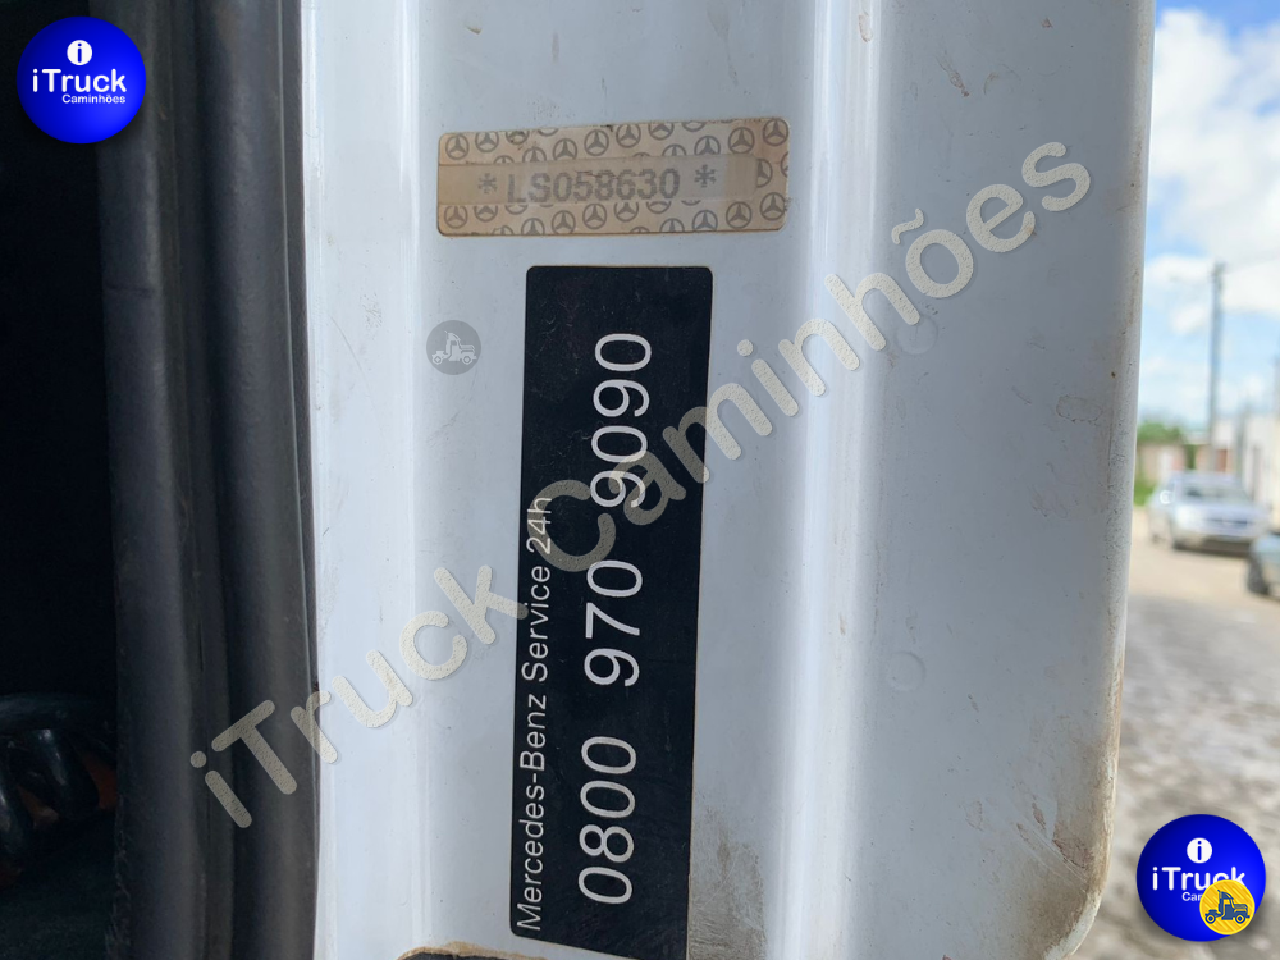 i
iTruck
Caminhões
*LS058630*
Mercedes-Benz Service 24h
0800 970 9090
iTruck Caminhões
i
iTruck